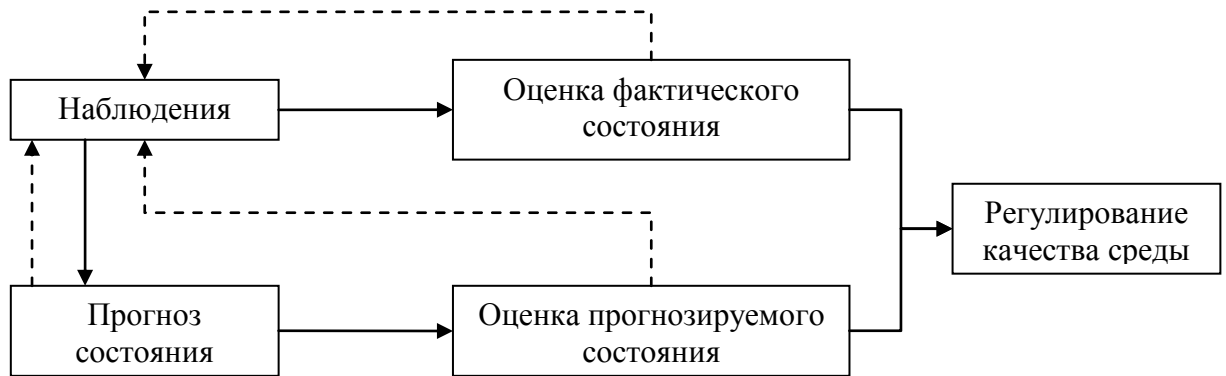 Наблюдения
Оценка фактического
состояния
Регулирование
качества среды
Прогноз
состояния
Оценка прогнозируемого
состояния